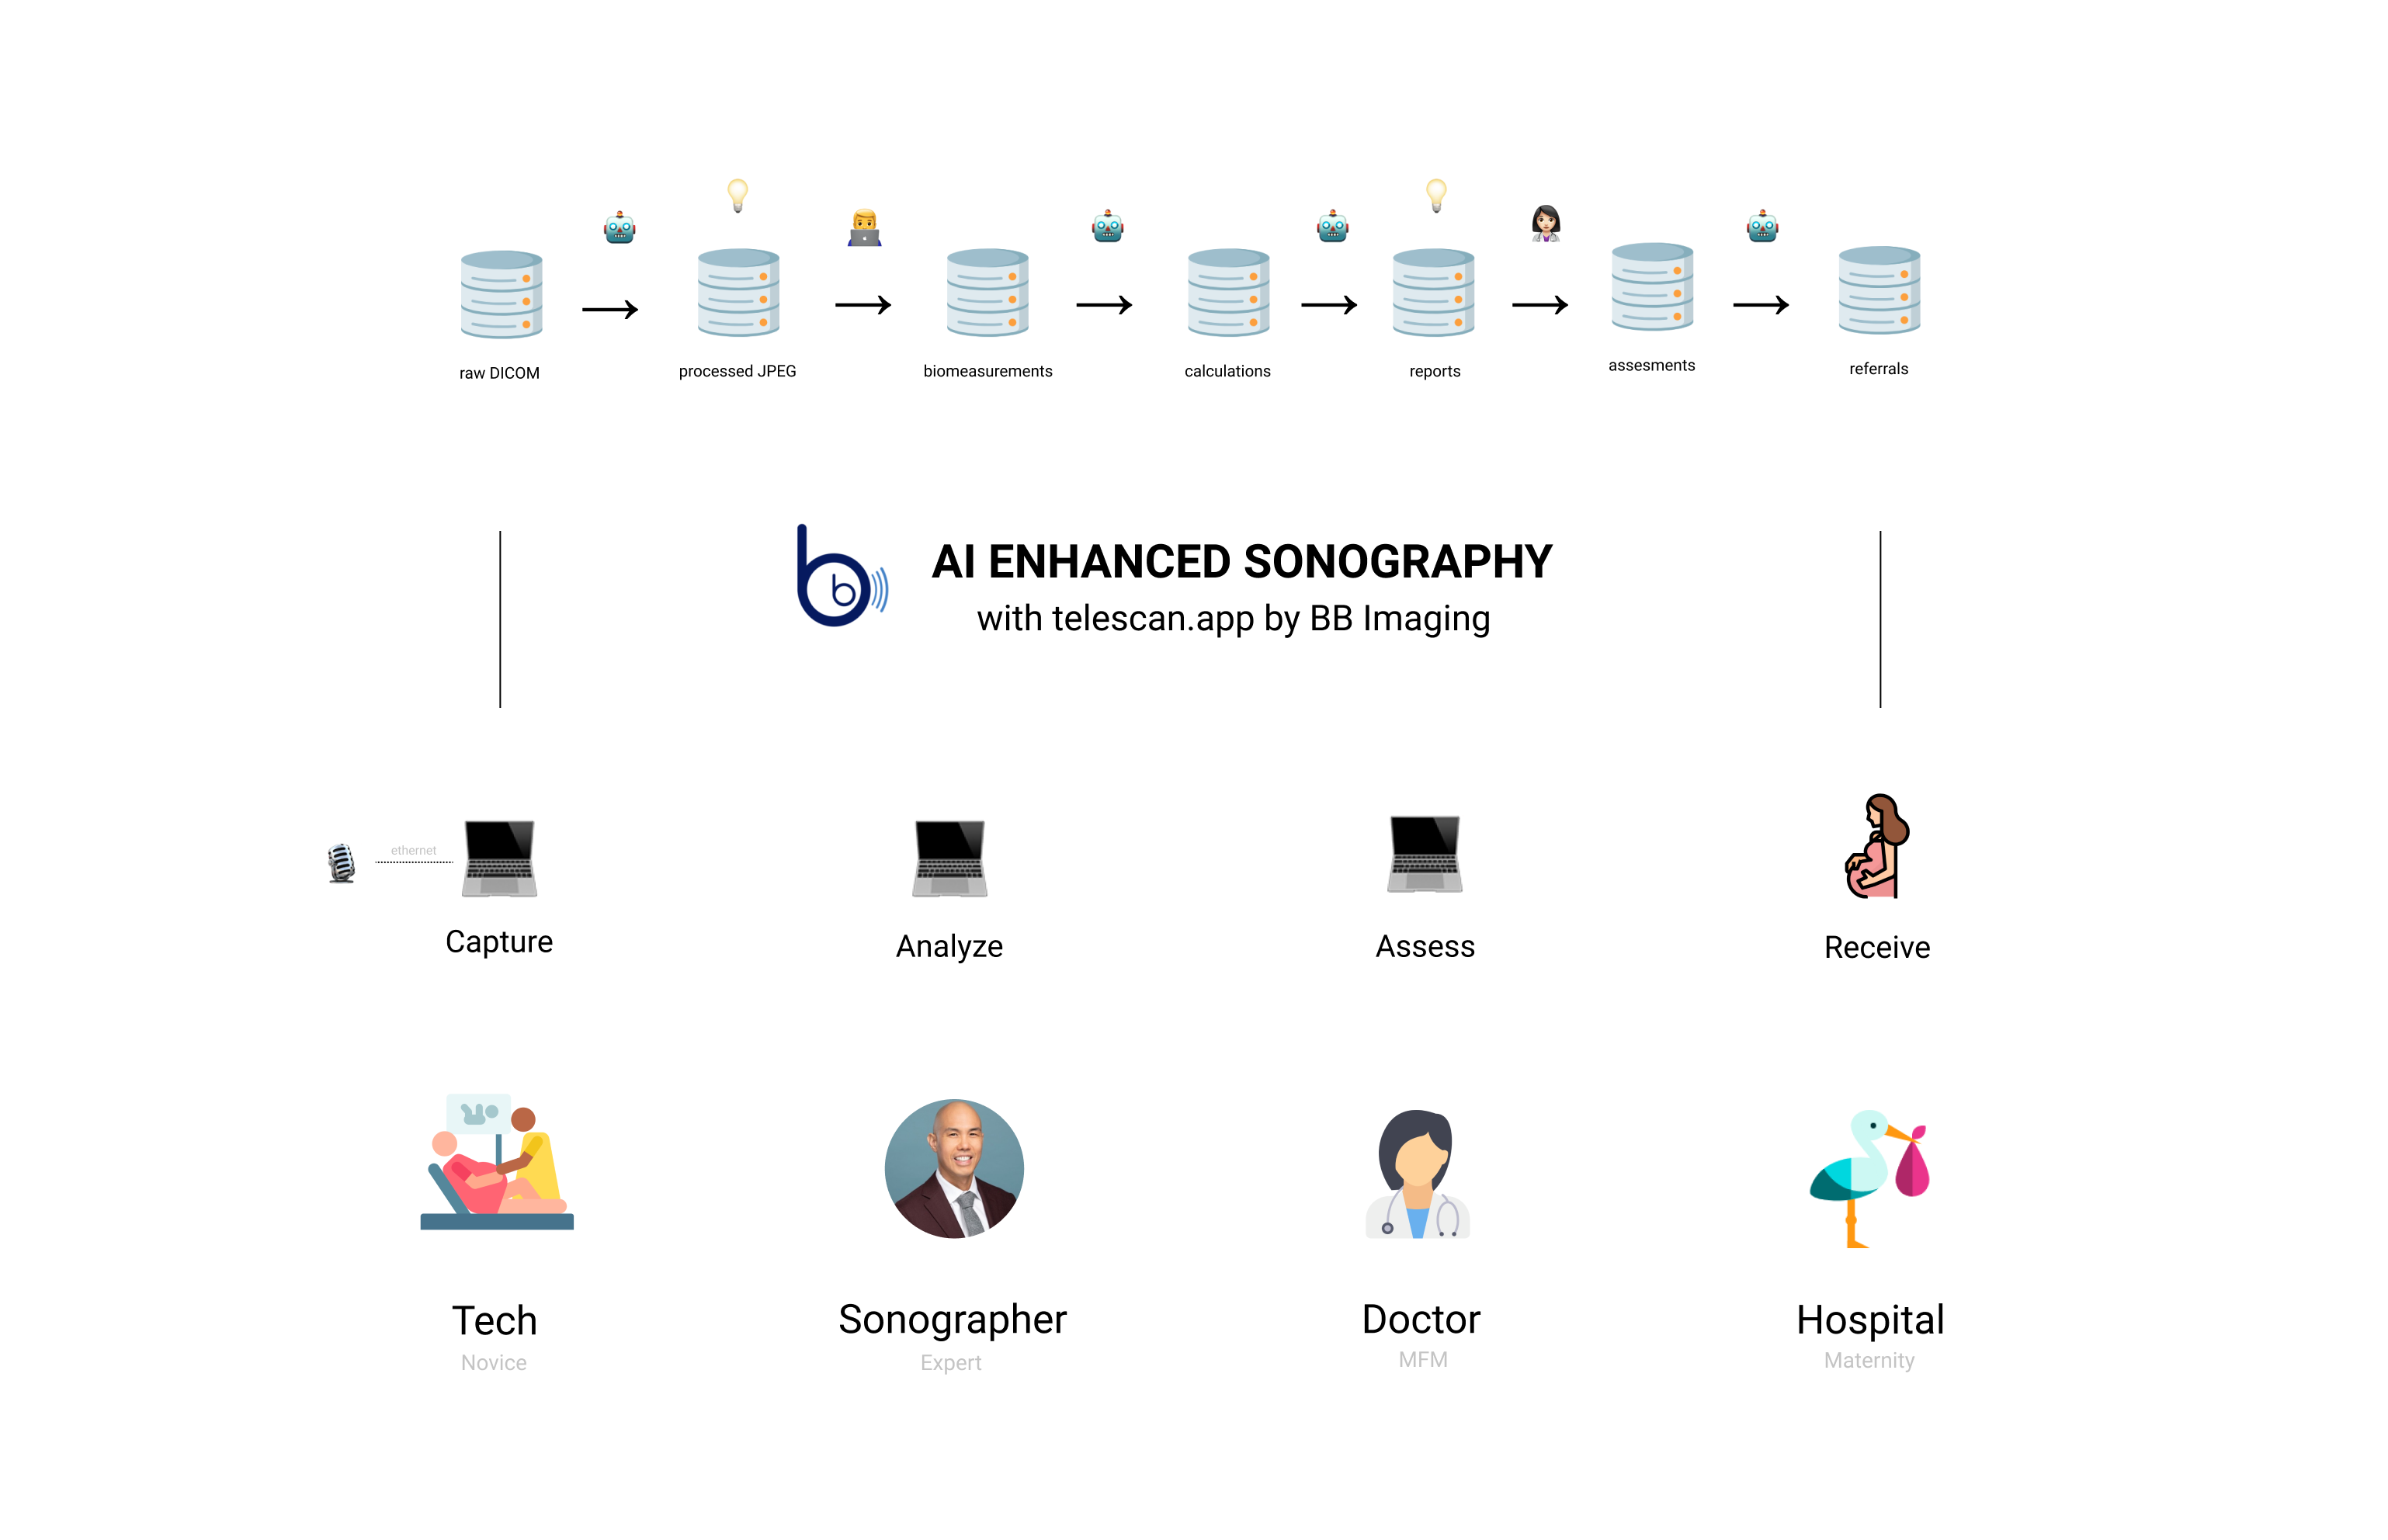 raw DICOM
processed JPEG
biomeasurements
calculations
reports
assesments
referrals
b
AI ENHANCED SONOGRAPHY
with telescan.app by BB Imaging
ethernet
Capture
Analyze
Assess
Receive
Tech
Novice
Sonographer
Expert
Doctor
MFM
Hospital
Maternity